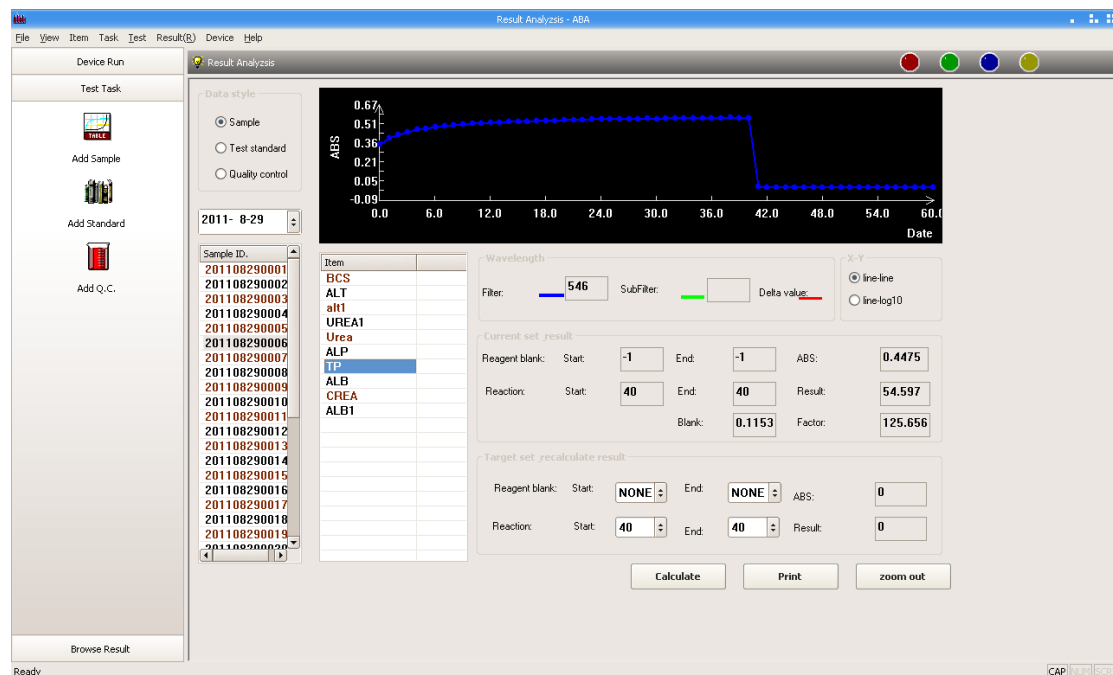 Result Analyzsis - ABA
File View Item Task Test Result(R) Device Help
Device Run
Result Analyzsis
Test Task
TABLE
Add Sample
Add Standard
Add Q.C.
Browse Result
Data style
Sample
Test standard
Quality control
2011- 8-29
ABS
0.67
0.51
0.36
0.21
0.05
-0.09
0.0 6.0 12.0 18.0 24.0 30.0 36.0 42.0 48.0 54.0 60.0
Date
Sample ID.
201108290001
201108290002
201108290003
201108290004
201108290005
201108290006
201108290007
201108290008
201108290009
201108290010
201108290011
201108290012
201108290013
201108290014
201108290015
201108290016
201108290017
201108290018
201108290019
201108290020
Item
BCS
ALT
alt1
UREA1
Urea
ALP
TP
ALB
CREA
ALB1
Wavelength
Filter: 546 SubFilter: Delta value:
X-Y
line-line
line-log10
Current set_result
Reagent blank: Start: -1 End: -1 ABS: 0.4475
Reaction: Start: 40 End: 40 Result: 54.597
Blank: 0.1153 Factor: 125.656
Target set_recalculate result
Reagent blank: Start: NONE End: NONE ABS: 0
Reaction: Start: 40 End: 40 Result: 0
Calculate Print zoom out
Ready
CAP NUM SCR